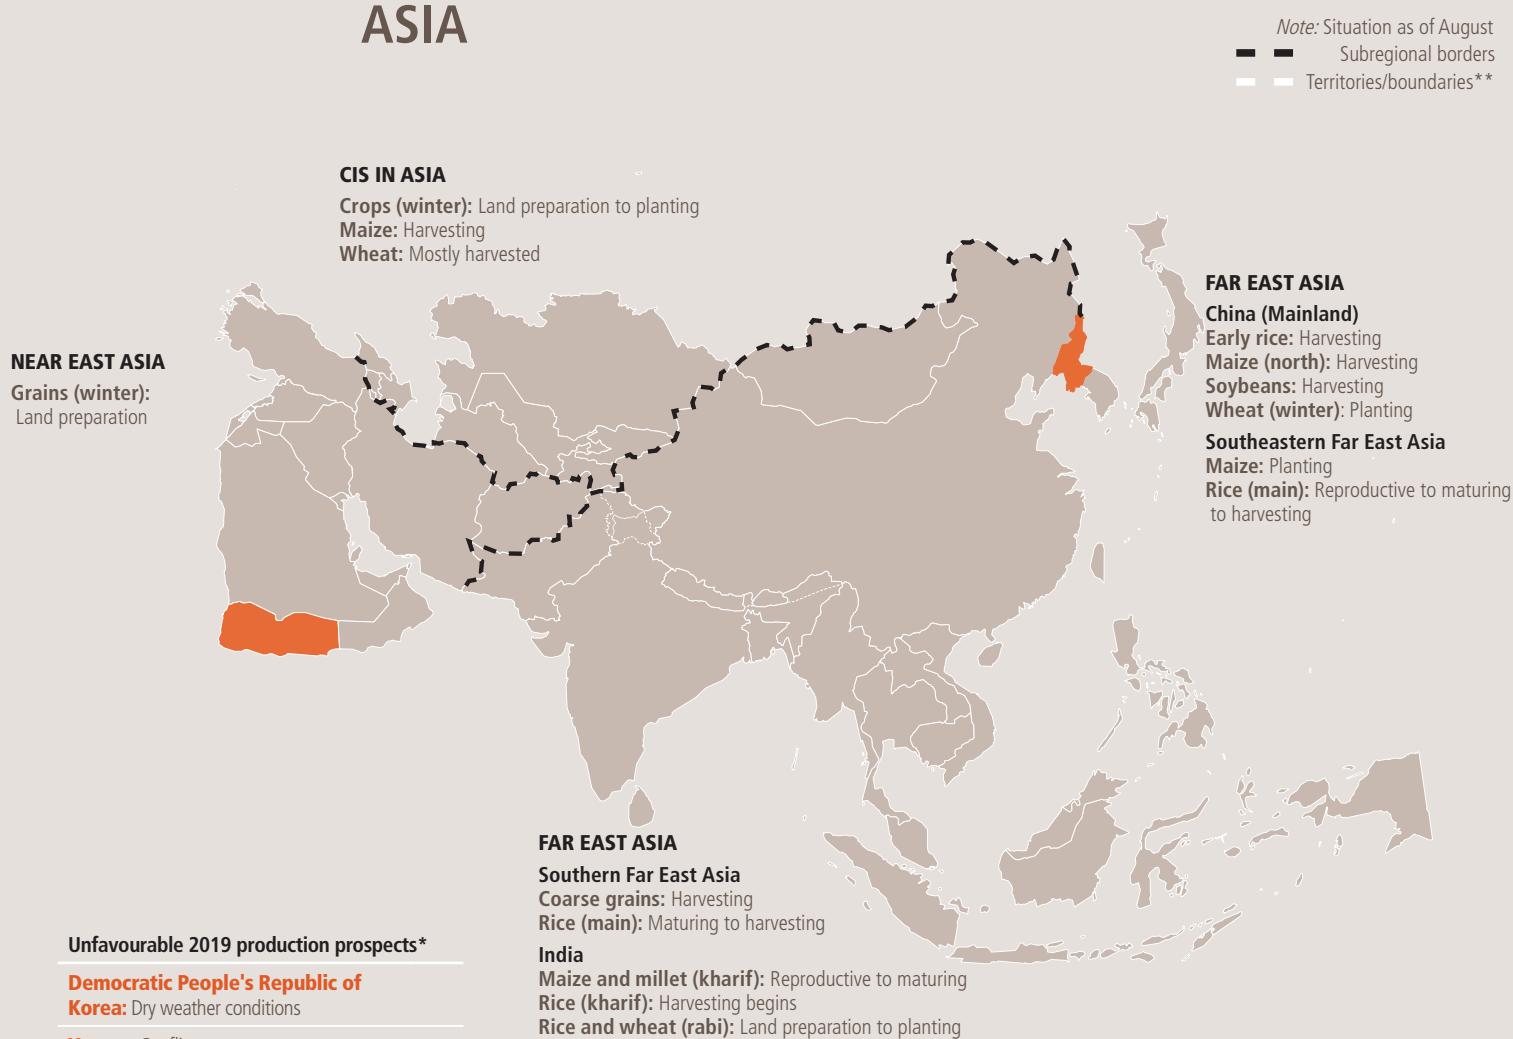 ASIA
Note: Situation as of August
Subregional borders
Territories/boundaries**
CIS IN ASIA
Crops (winter): Land preparation to planting
Maize: Harvesting
Wheat: Mostly harvested
NEAR EAST ASIA
Grains (winter):
Land preparation
FAR EAST ASIA
China (Mainland)
Early rice: Harvesting
Maize (north): Harvesting
Soybeans: Harvesting
Wheat (winter): Planting
Southeastern Far East Asia
Maize: Planting
Rice (main): Reproductive to maturing
to harvesting
FAR EAST ASIA
Southern Far East Asia
Coarse grains: Harvesting
Rice (main): Maturing to harvesting
India
Maize and millet (kharif): Reproductive to maturing
Rice (kharif): Harvesting begins
Rice and wheat (rabi): Land preparation to planting
Unfavourable 2019 production prospects*
Democratic People's Republic of
Korea: Dry weather conditions